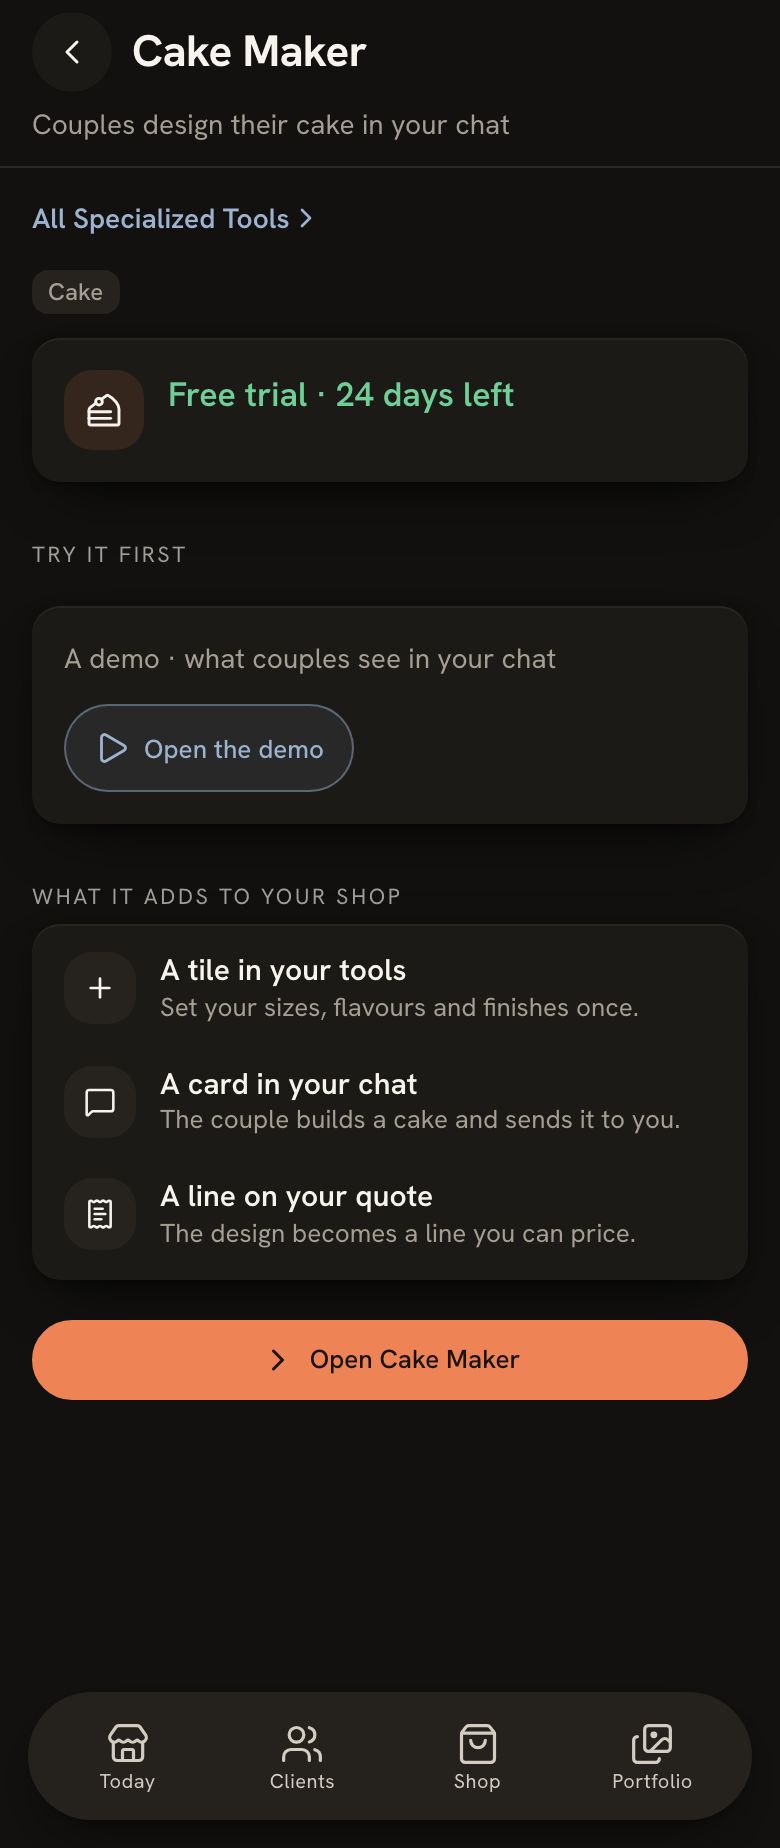 Cake Maker
Couples design their cake in your chat
All Specialized Tools
Cake
Free trial · 24 days left
TRY IT FIRST
A demo · what couples see in your chat
Open the demo
WHAT IT ADDS TO YOUR SHOP
A tile in your tools
Set your sizes, flavours and finishes once.
A card in your chat
The couple builds a cake and sends it to you.
A line on your quote
The design becomes a line you can price.
Open Cake Maker
Today
Clients
Shop
Portfolio